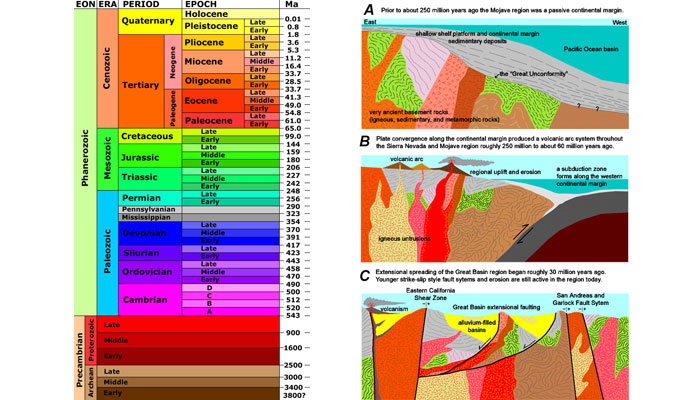 EON ERA PERIOD EPOCH Ma
Phanerozoic
Cenozoic
Quaternary
Holocene
0.01
Pleistocene
Late
0.8
Early
1.8
Tertiary
Neogene
Pliocene
Late
3.6
Early
5.3
Miocene
Late
11.2
Middle
16.4
Early
33.7
Paleogene
Oligocene
Late
28.5
Early
33.7
Eocene
Late
41.3
Middle
49.0
Early
54.8
Paleocene
Late
61.0
Early
65.0
Mesozoic
Cretaceous
Late
99.0
Early
144
Jurassic
Late
159
Middle
180
Early
206
Triassic
Late
227
Middle
242
Early
248
Paleozoic
Permian
Late
256
Early
290
Pennsylvanian
323
Mississippian
354
Devonian
Late
370
Middle
391
Early
417
Silurian
Late
423
Early
443
Ordovician
Late
458
Middle
470
Early
490
Cambrian
D
500
C
512
B
520
A
543
Precambrian
Proterozoic
Late
900
Middle
1600
Early
2500
Archean
Late
3000
Middle
3400
Early
3800?
A Prior to about 250 million years ago the Mojave region was a passive continental margin.
East West
shallow shelf platform and continental margin
sedimentary deposits
Pacific Ocean basin
the "Great Unconformity"
very ancient basement rocks
(igneous, sedimentary, and metamorphic rocks)
? ?
B Plate convergence along the continental margin produced a volcanic arc system throuhout
the Sierra Nevada and Mojave region roughly 250 million to about 60 million years ago.
volcanic arc
regional uplift and erosion
a subduction zone
forms along the western
continental margin
igneous untrusions
C Extensional spreading of the Great Basin region began roughly 30 million years ago.
Younger strike-slip style fault sytems and erosion are still active in the region today.
Eastern California
Shear Zone
San Andreas and
Garlock Fault Sytem
volcanism
Great Basin extensional faulting
alluvium-filled
basins